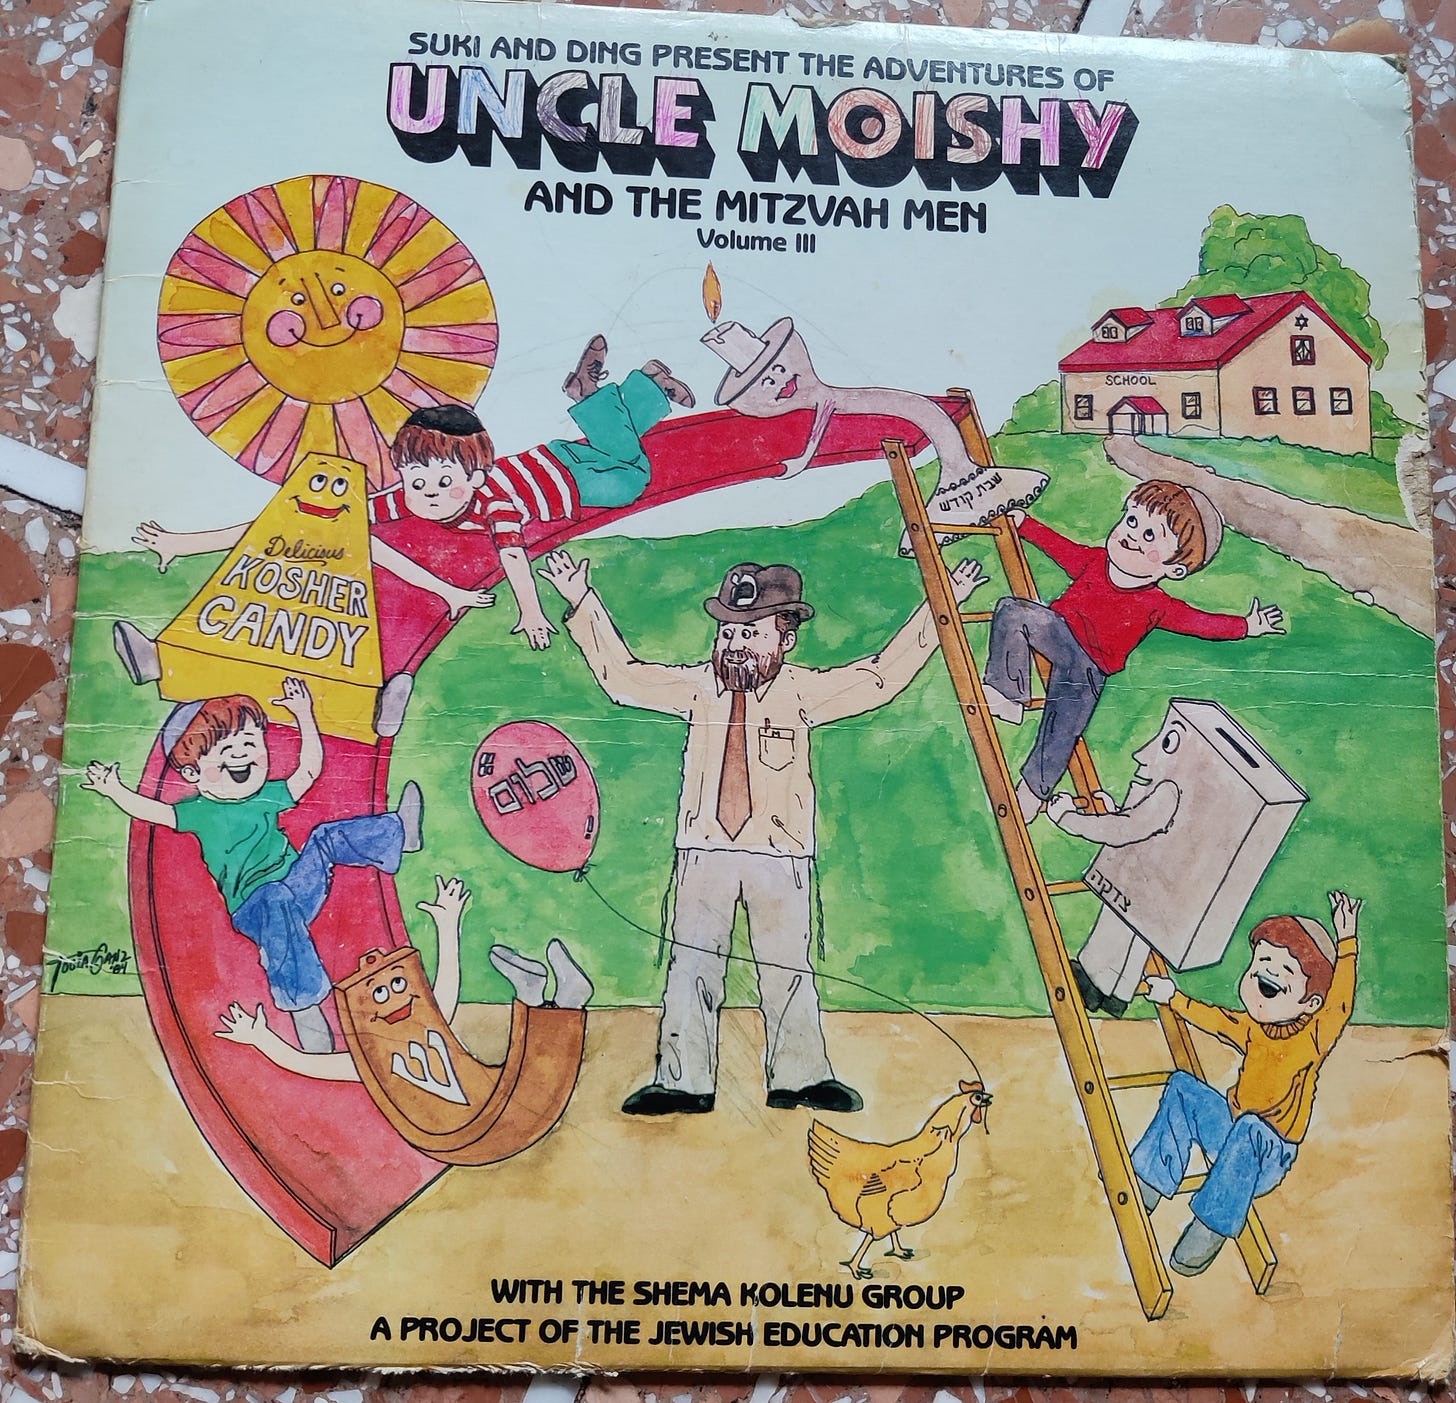 SUKI AND DING PRESENT THE ADVENTURES OF
UNCLE MOISHY
AND THE MITZVAH MEN
Volume III
SCHOOL
שבת קודש
Delicious
KOSHER
CANDY
שלום
צדקה
ש
WITH THE SHEMA KOLENU GROUP
A PROJECT OF THE JEWISH EDUCATION PROGRAM